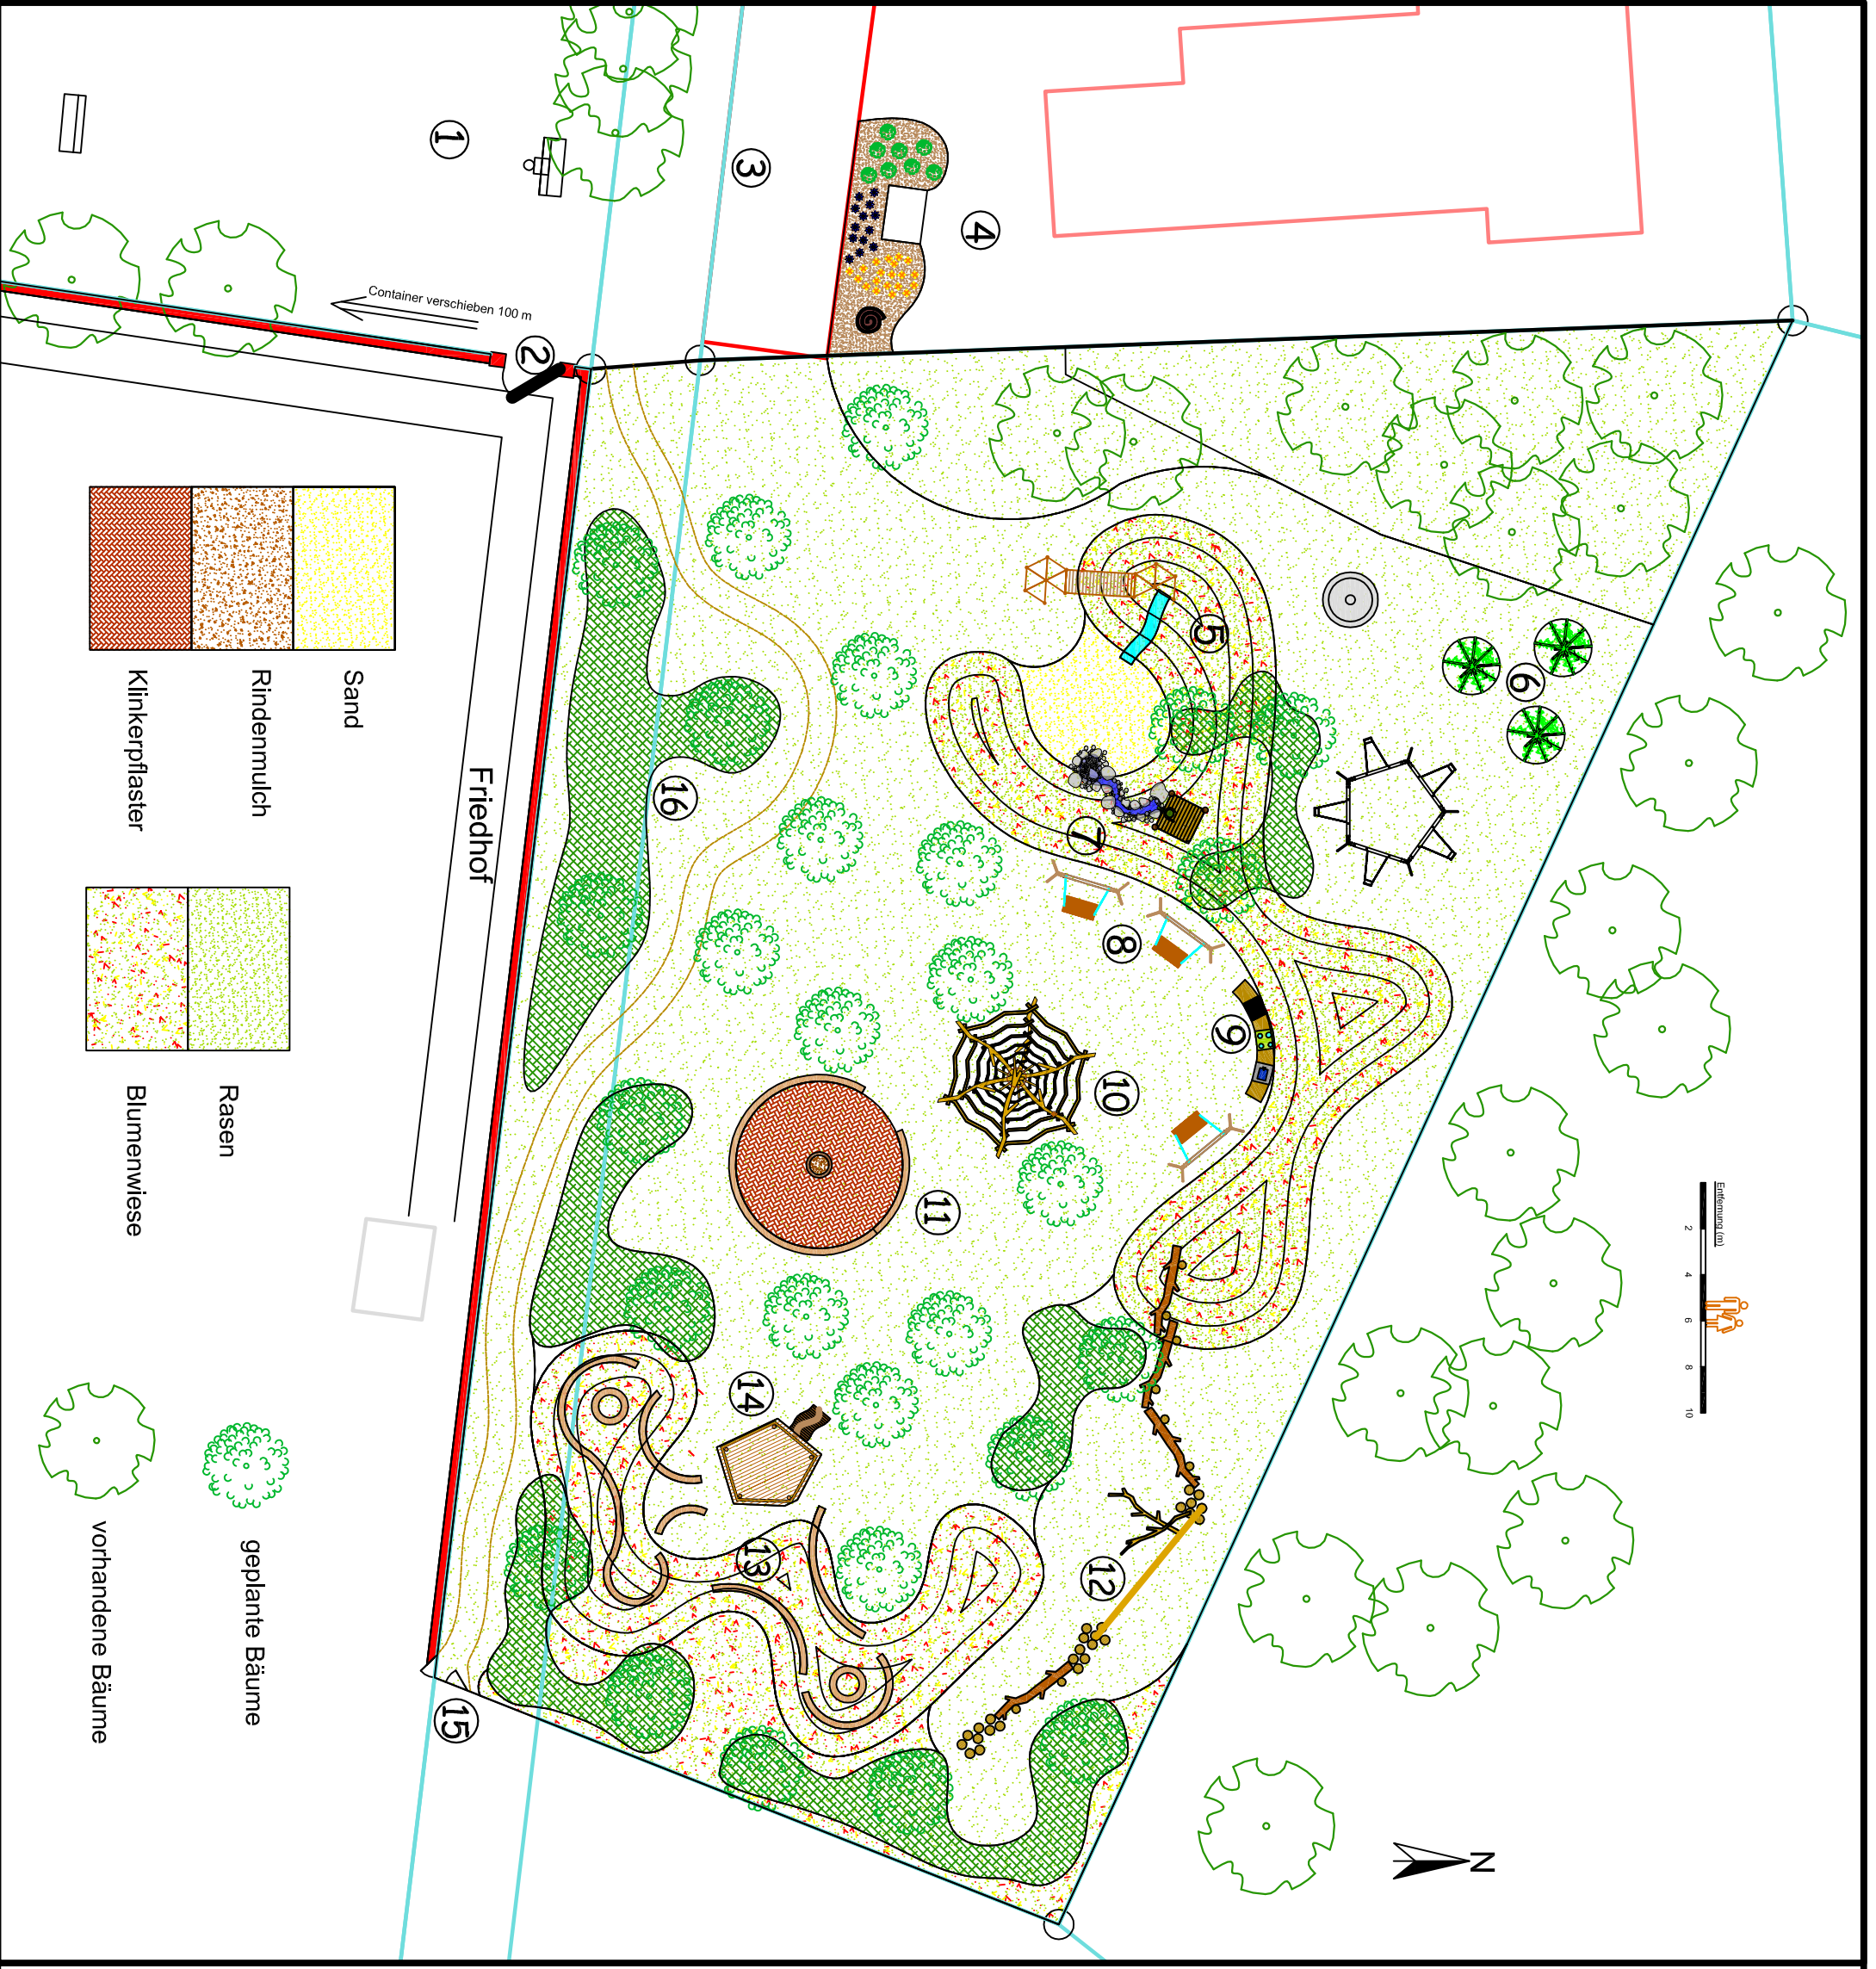 1
2
3
4
Container verschieben 100 m
5
6
7
8
9
10
11
12
13
14
15
16
Friedhof
Sand
Rindenmulch
Klinkerpflaster
Rasen
Blumenwiese
geplante Bäume
vorhandene Bäume
Entfernung (m)
2
4
6
8
10
N